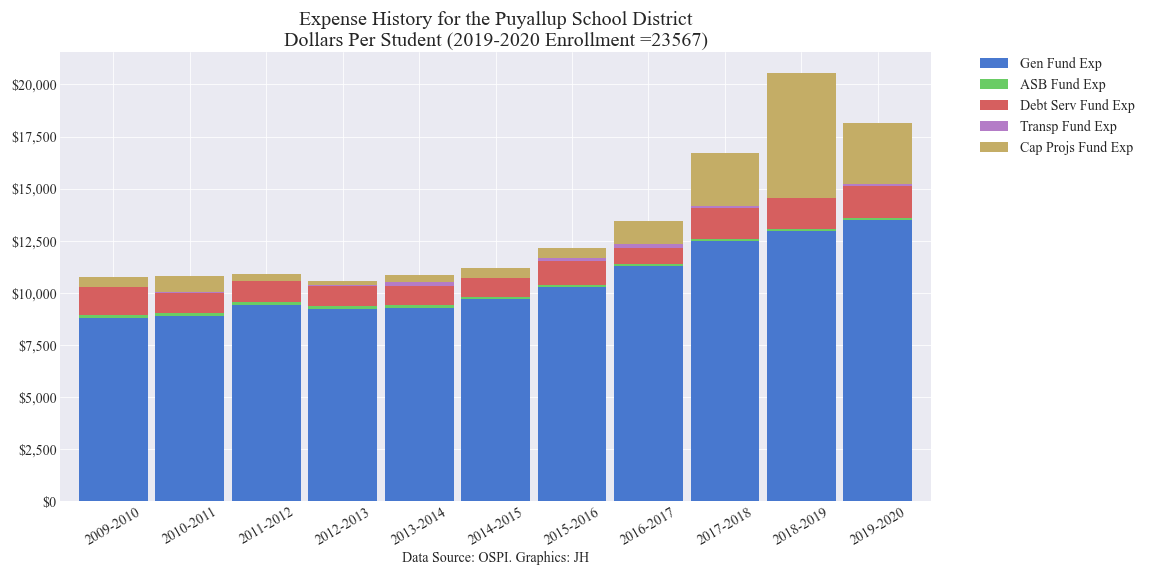 Expense History for the Puyallup School District
Dollars Per Student (2019-2020 Enrollment =23567)
Gen Fund Exp
ASB Fund Exp
Debt Serv Fund Exp
Transp Fund Exp
Cap Projs Fund Exp
$20,000
$17,500
$15,000
$12,500
$10,000
$7,500
$5,000
$2,500
$0
2009-2010
2010-2011
2011-2012
2012-2013
2013-2014
2014-2015
2015-2016
2016-2017
2017-2018
2018-2019
2019-2020
Data Source: OSPI. Graphics: JH